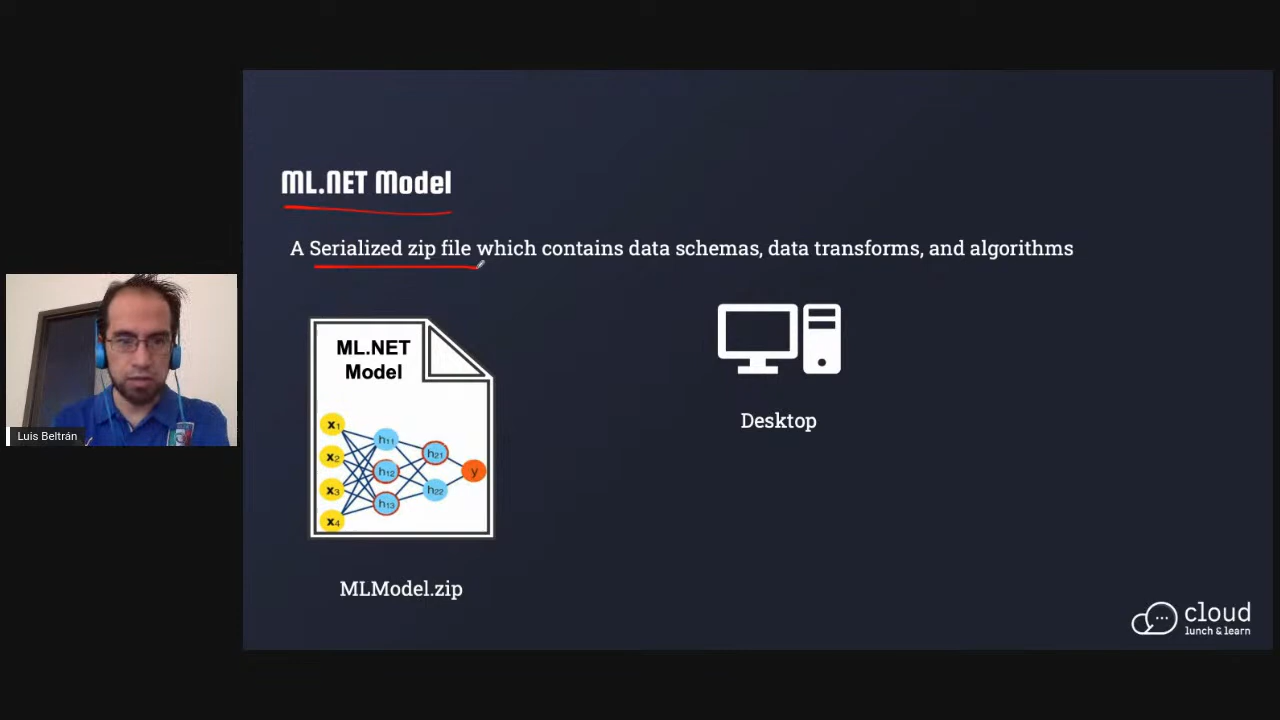 ML.NET Model
A Serialized zip file which contains data schemas, data transforms, and algorithms
ML.NET
Model
x1
x2
x3
x4
h11
h12
h13
h21
h22
y
MLModel.zip
Desktop
Luis Beltrán
cloud
lunch & learn